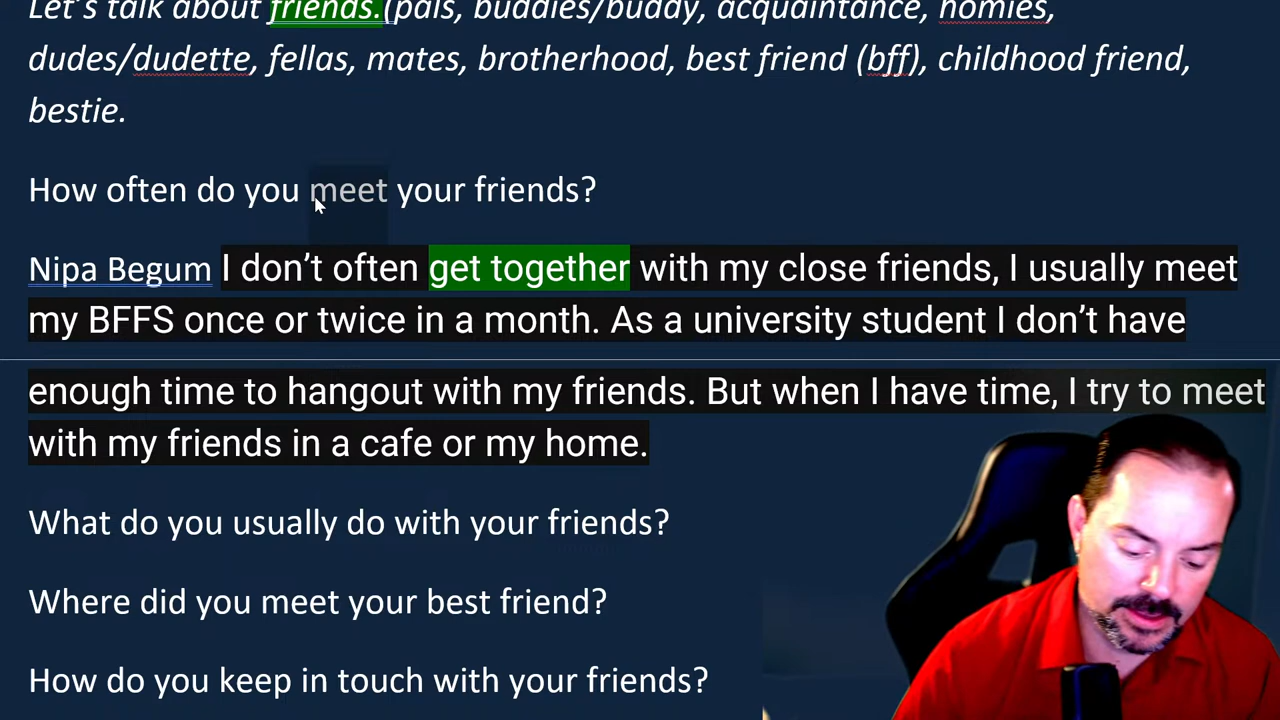 Let's talk about friends.(pals, buddies/buddy, acquaintance, homies,
dudes/dudette, fellas, mates, brotherhood, best friend (bff), childhood friend,
bestie.
How often do you meet your friends?
Nipa Begum I don't often get together with my close friends, I usually meet
my BFFS once or twice in a month. As a university student I don't have
enough time to hangout with my friends. But when I have time, I try to meet
with my friends in a cafe or my home.
What do you usually do with your friends?
Where did you meet your best friend?
How do you keep in touch with your friends?